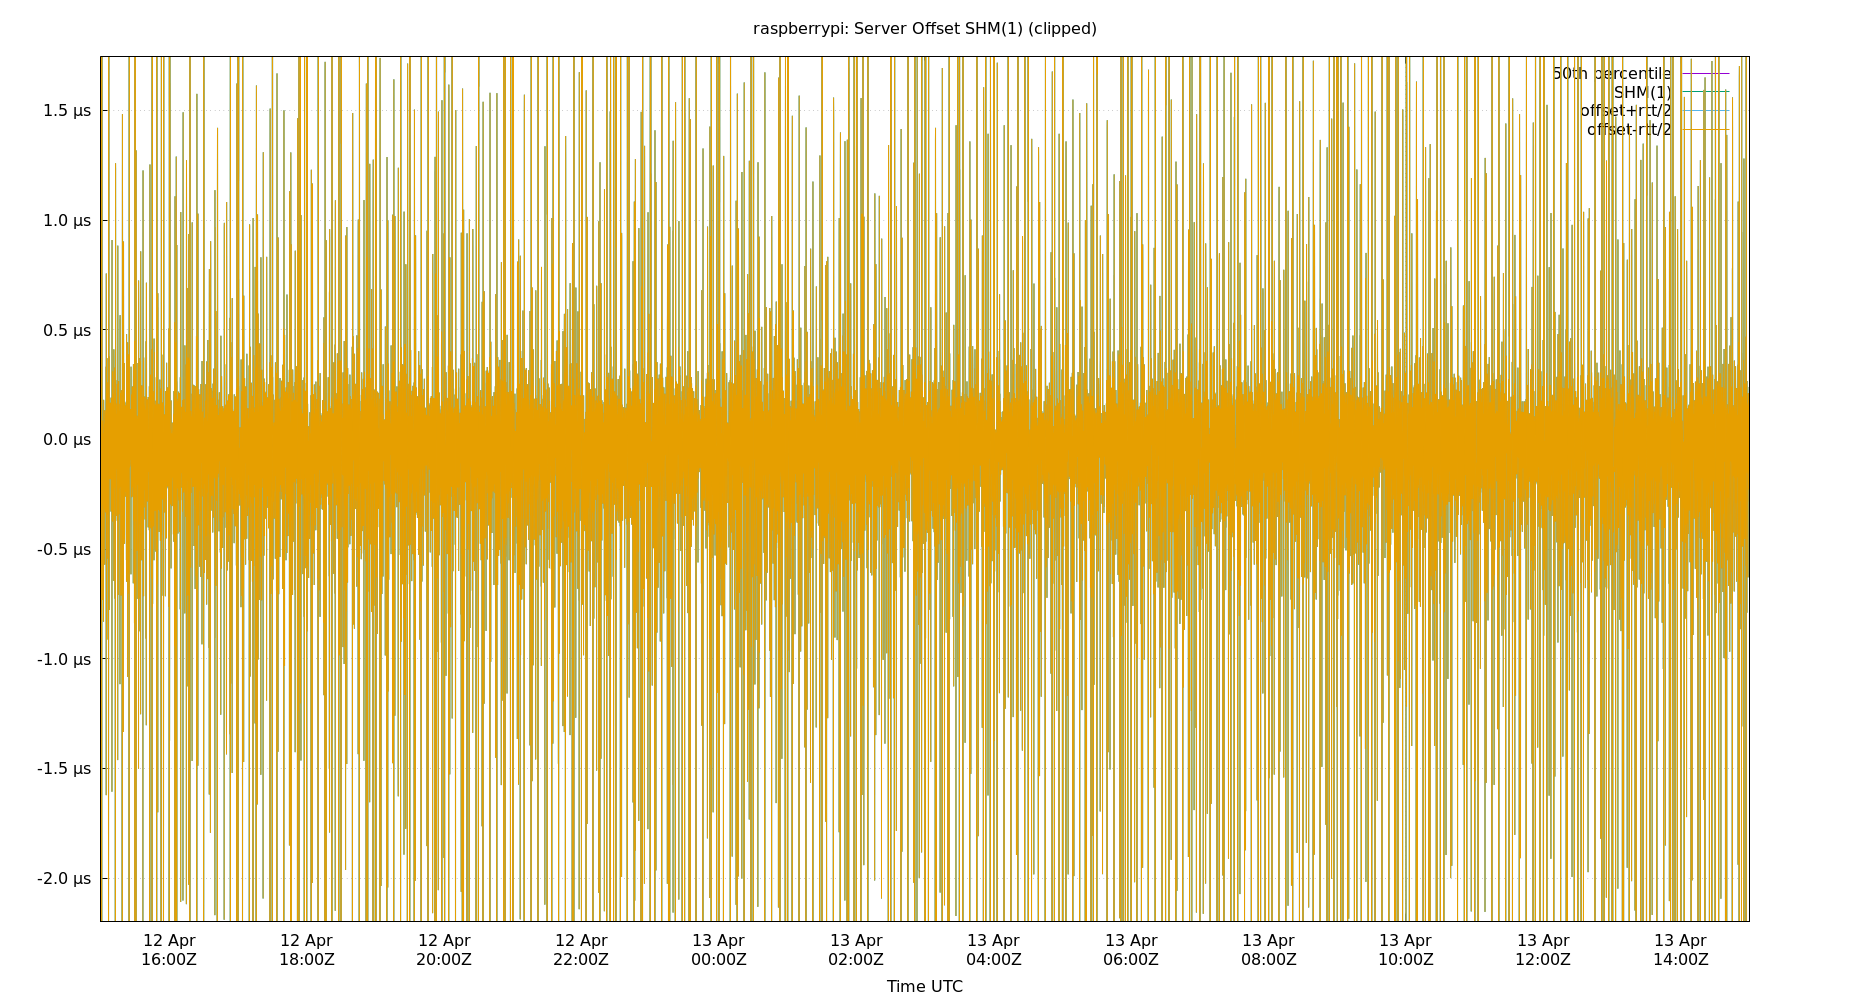 raspberrypi: Server Offset SHM(1) (clipped)
50th percentile
SHM(1)
offset+rtt/2
offset-rtt/2
1.5 µs
1.0 µs
0.5 µs
0.0 µs
-0.5 µs
-1.0 µs
-1.5 µs
-2.0 µs
12 Apr 12 Apr 12 Apr 12 Apr 13 Apr 13 Apr 13 Apr 13 Apr 13 Apr 13 Apr 13 Apr 13 Apr
16:00Z 18:00Z 20:00Z 22:00Z 00:00Z 02:00Z 04:00Z 06:00Z 08:00Z 10:00Z 12:00Z 14:00Z
Time UTC